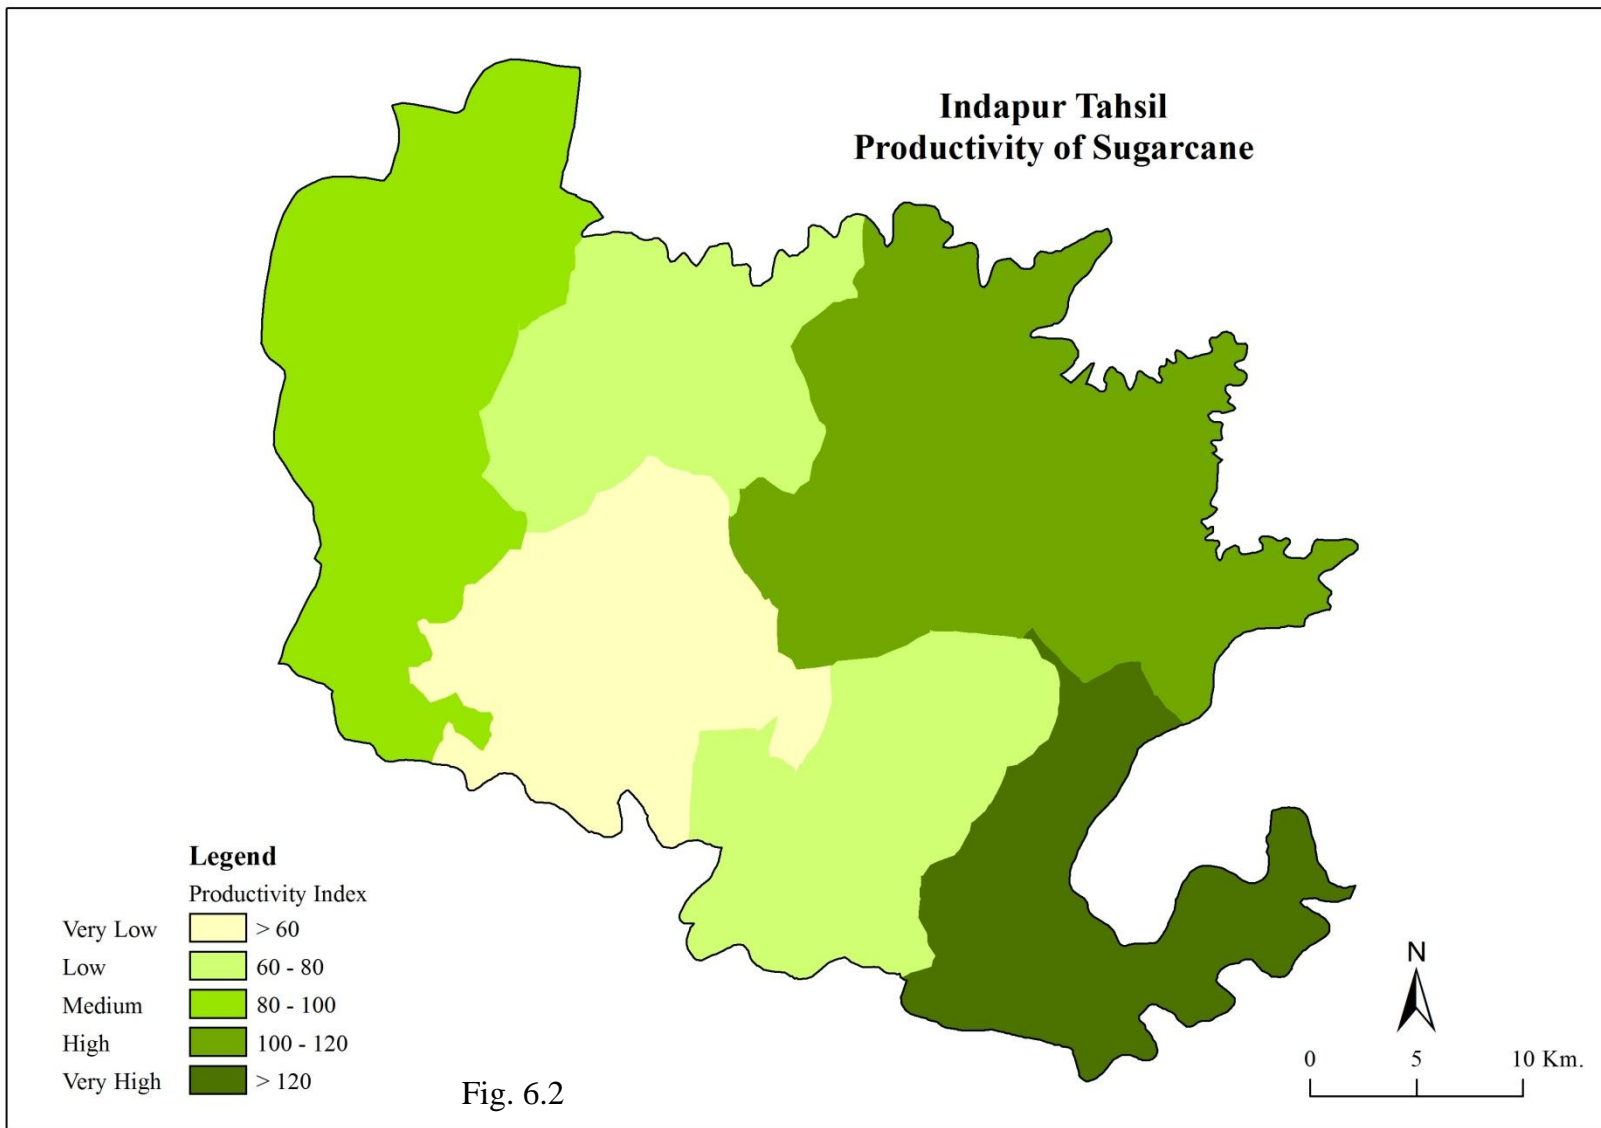 Indapur Tahsil
Productivity of Sugarcane
Legend
Productivity Index
Very Low > 60
Low 60 - 80
Medium 80 - 100
High 100 - 120
Very High > 120
Fig. 6.2
N
0 5 10 Km.